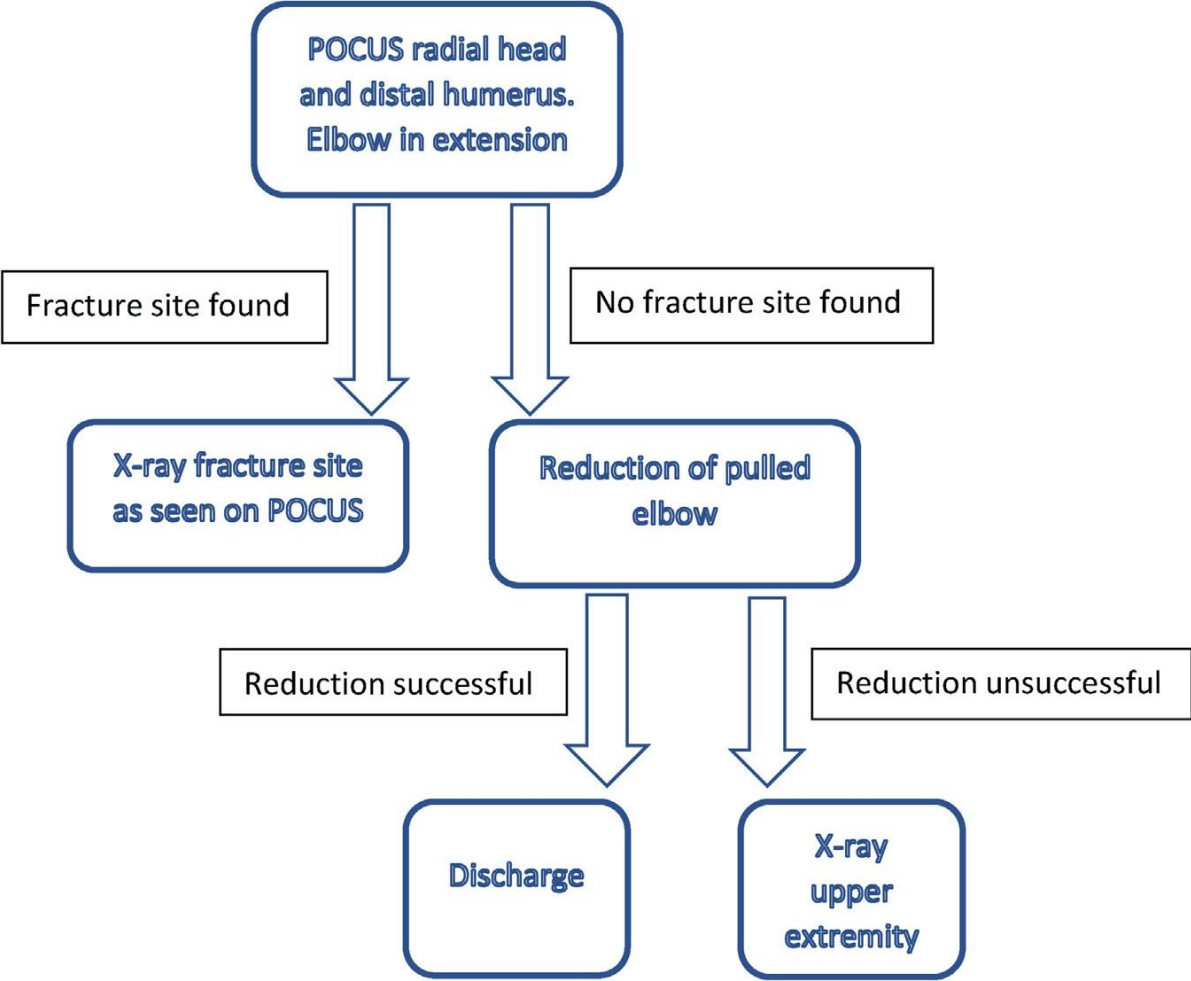 POCUS radial head
and distal humerus.
Elbow in extension
Fracture site found
No fracture site found
X-ray fracture site
as seen on POCUS
Reduction of pulled
elbow
Reduction successful
Reduction unsuccessful
Discharge
X-ray
upper
extremity